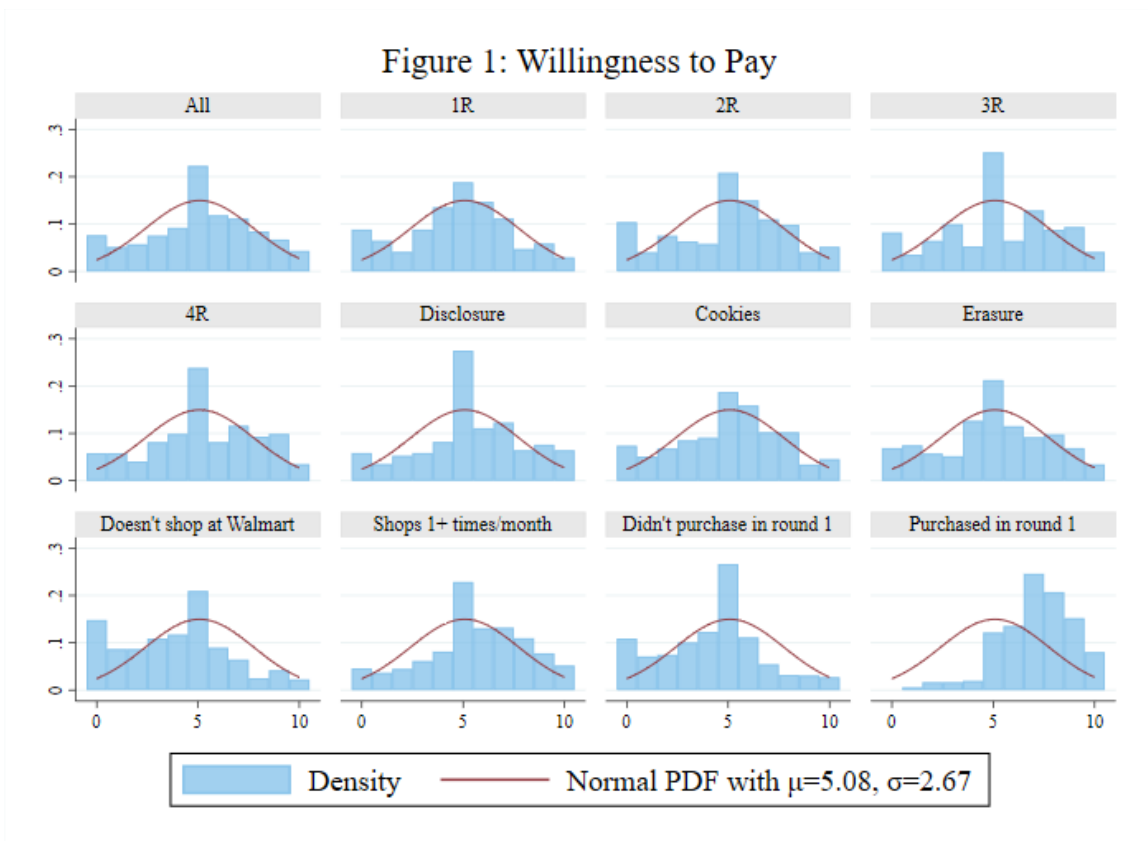 Figure 1: Willingness to Pay
All 1R 2R 3R
.3
.2
.1
0
4R Disclosure Cookies Erasure
.3
.2
.1
0
Doesn't shop at Walmart Shops 1+ times/month Didn't purchase in round 1 Purchased in round 1
.3
.2
.1
0
0 5 10 0 5 10 0 5 10 0 5 10
Density Normal PDF with μ=5.08, σ=2.67